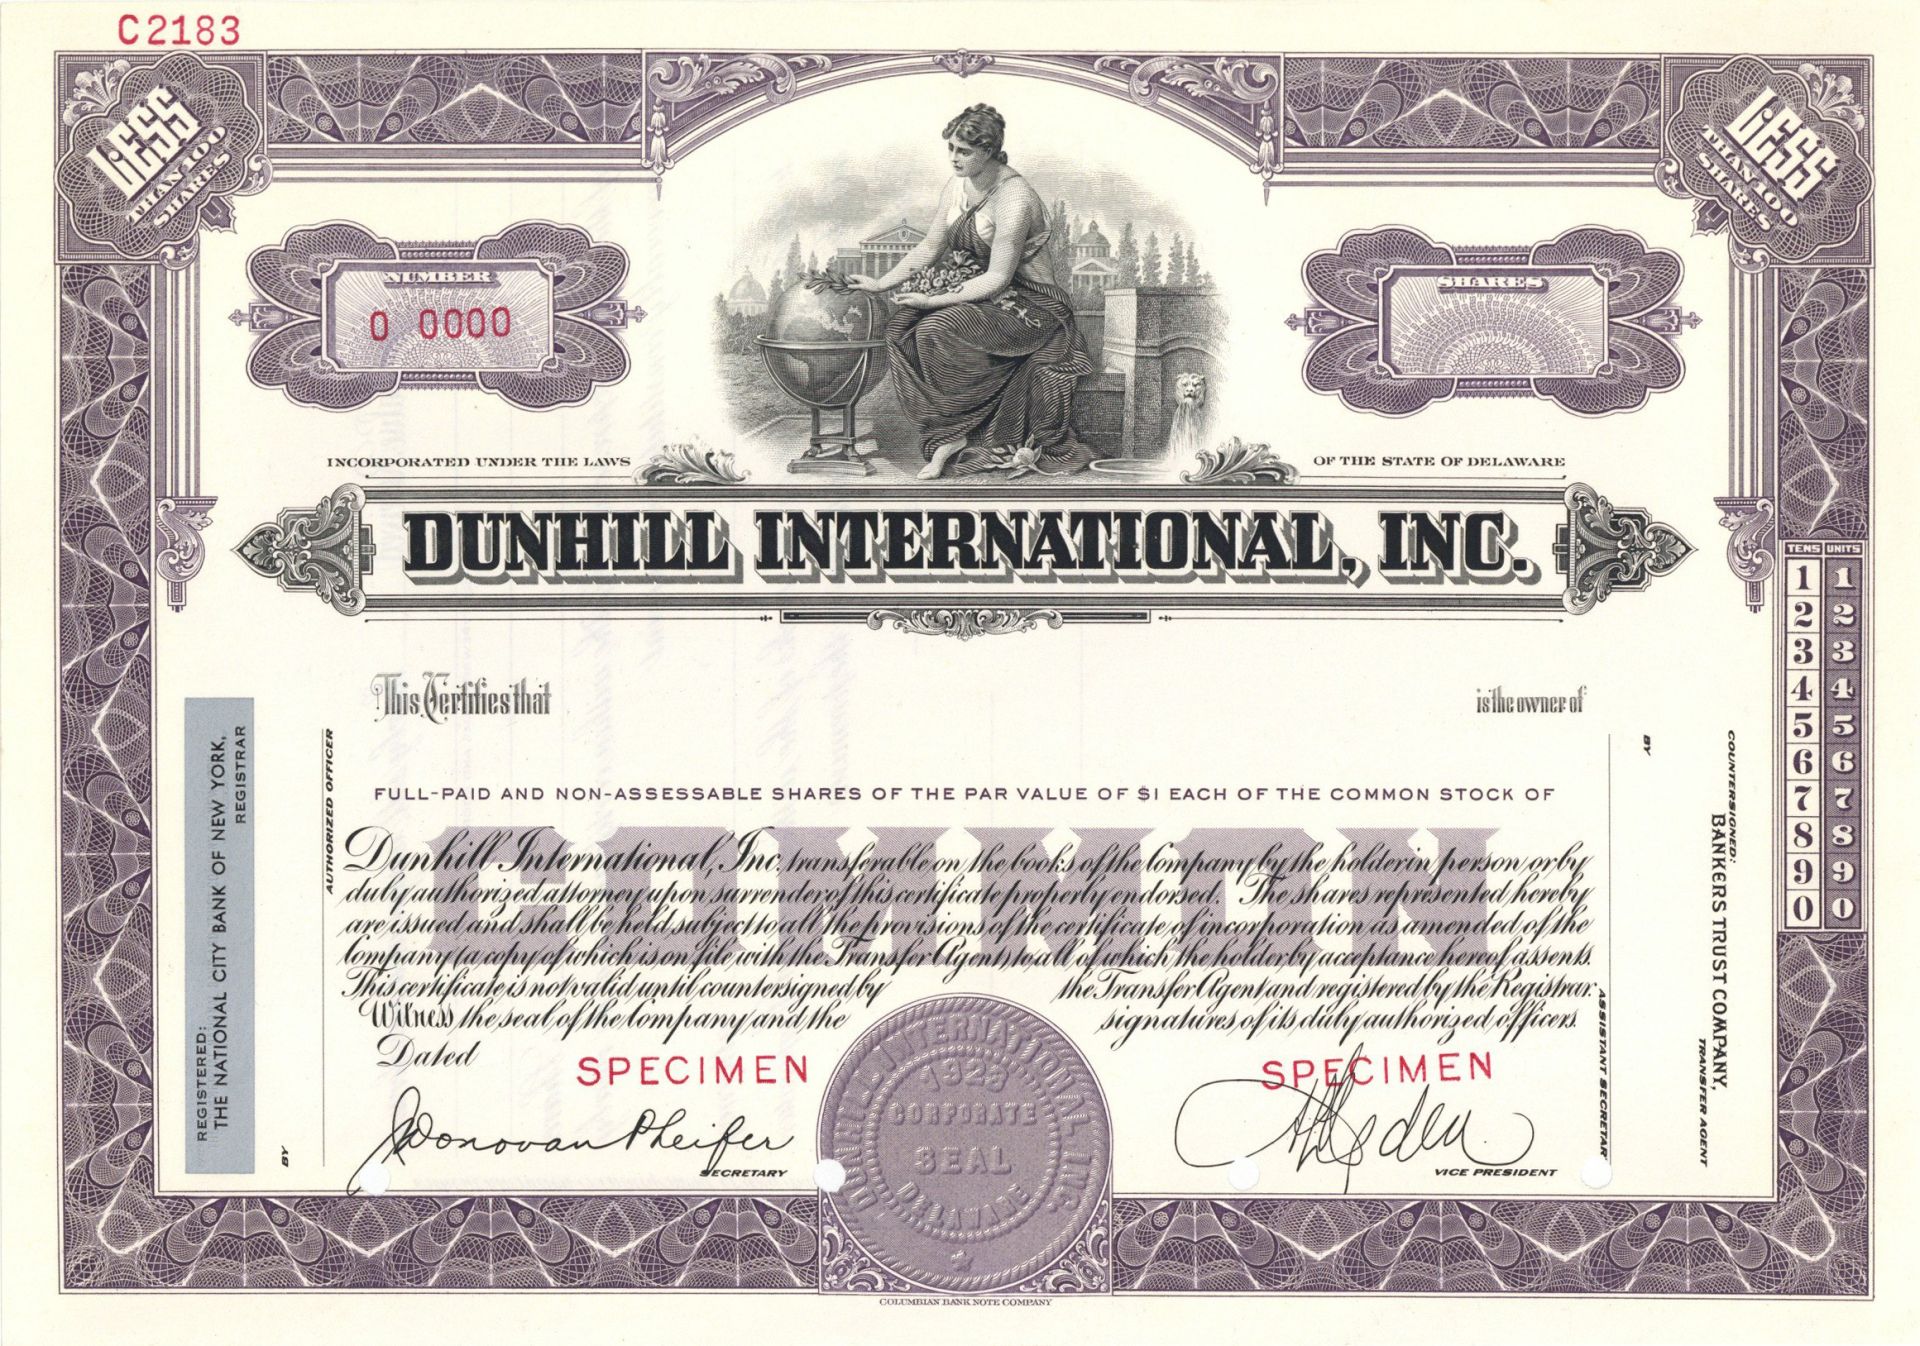 C2183
LESS
THAN 100
SHARES
LESS
THAN 100
SHARES
NUMBER
0 0000
SHARES
INCORPORATED UNDER THE LAWS
OF THE STATE OF DELAWARE
DUNHILL INTERNATIONAL, INC.
TENS UNITS
1 1
2 2
3 3
4 4
5 5
6 6
7 7
8 8
9 9
0 0
This Certifies that
is the owner of
FULL-PAID AND NON-ASSESSABLE SHARES OF THE PAR VALUE OF $1 EACH OF THE COMMON STOCK OF
COMMON
Dunhill International, Inc. transferable on the books of the Company by the holder in person or by
duly authorized attorney upon surrender of this certificate properly endorsed. The shares represented hereby
are issued and shall be held subject to all the provisions of the certificate of incorporation as amended of the
Company (a copy of which is on file with the Transfer Agent) to all of which the holder by acceptance hereof assents.
This certificate is not valid until countersigned by the Transfer Agent and registered by the Registrar.
Witness the seal of the Company and the signatures of its duly authorized officers.
Dated
SPECIMEN
SPECIMEN
J Donovan Pheifer
SECRETARY
VICE PRESIDENT
DUNHILL INTERNATIONAL, INC.
1923
CORPORATE
SEAL
DELAWARE
REGISTERED:
THE NATIONAL CITY BANK OF NEW YORK,
REGISTRAR
BY
AUTHORIZED OFFICER
COUNTERSIGNED:
BANKERS TRUST COMPANY,
TRANSFER AGENT
BY
ASSISTANT SECRETARY
COLUMBIAN BANK NOTE COMPANY